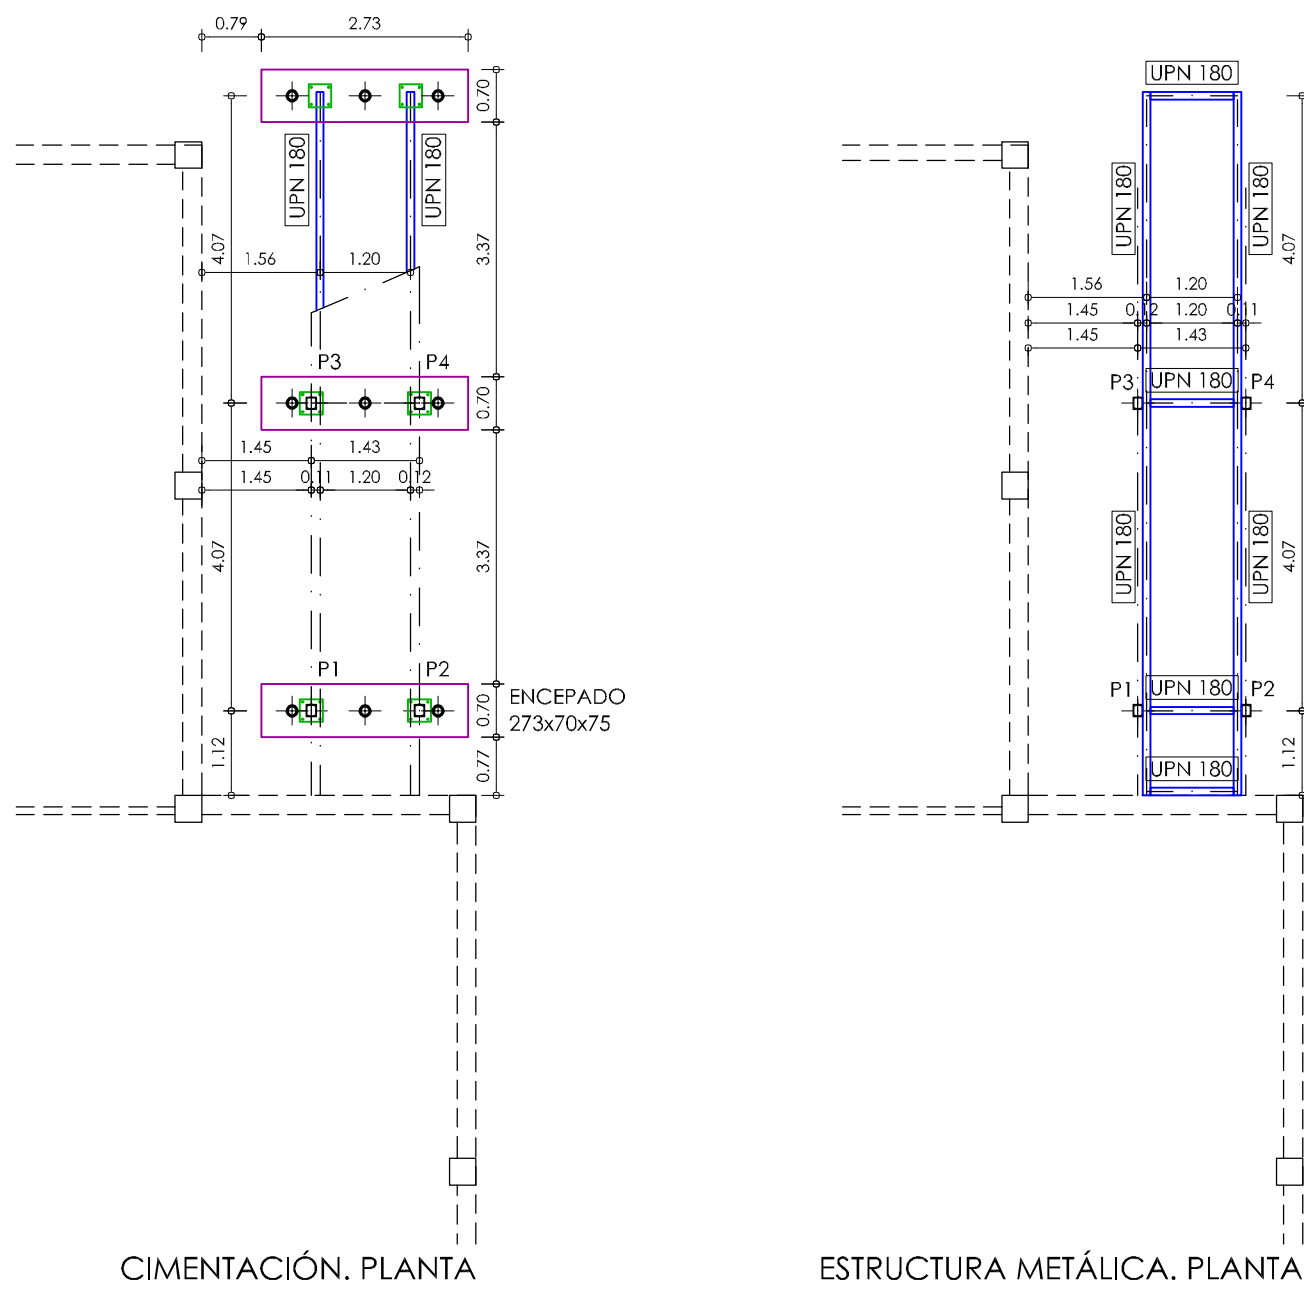 0.79
2.73
0.70
UPN 180
UPN 180
4.07
3.37
1.56
1.20
P3
P4
0.70
1.45
1.43
1.45
0.11
1.20
0.12
4.07
3.37
P1
P2
0.70
ENCEPADO
273x70x75
1.12
0.77
CIMENTACIÓN. PLANTA
UPN 180
UPN 180
UPN 180
4.07
1.56
1.20
1.45
0.12
1.20
0.11
1.45
1.43
P3
UPN 180
P4
UPN 180
UPN 180
4.07
P1
UPN 180
P2
1.12
UPN 180
ESTRUCTURA METÁLICA. PLANTA